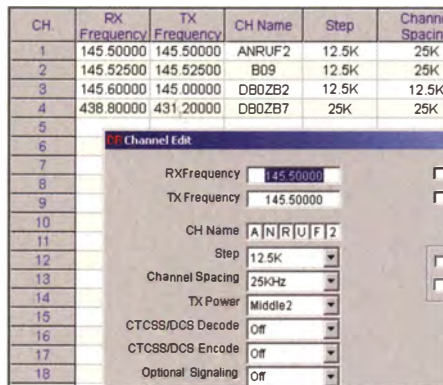 CH. RX Frequency TX Frequency CH Name Step Channe Spacing
1 145.50000 145.50000 ANRUF2 12.5K 25K
2 145.52500 145.52500 B09 12.5K 25K
3 145.60000 145.00000 DB0ZB2 12.5K 12.5K
4 438.80000 431,20000 DB0ZB7 25K 25K
5
6
Channel Edit
7
RXFrequency 145.50000
8
9
TX Frequency 145.50000
10
CH Name A N R U F 2
11
12
Step 12.5K
13
Channel Spacing 25KHz
14
TX Power Middle2
15
CTCSS/DCS Decode Off
16
17
CTCSS/DCS Encode Off
18
Optional Signaling Off